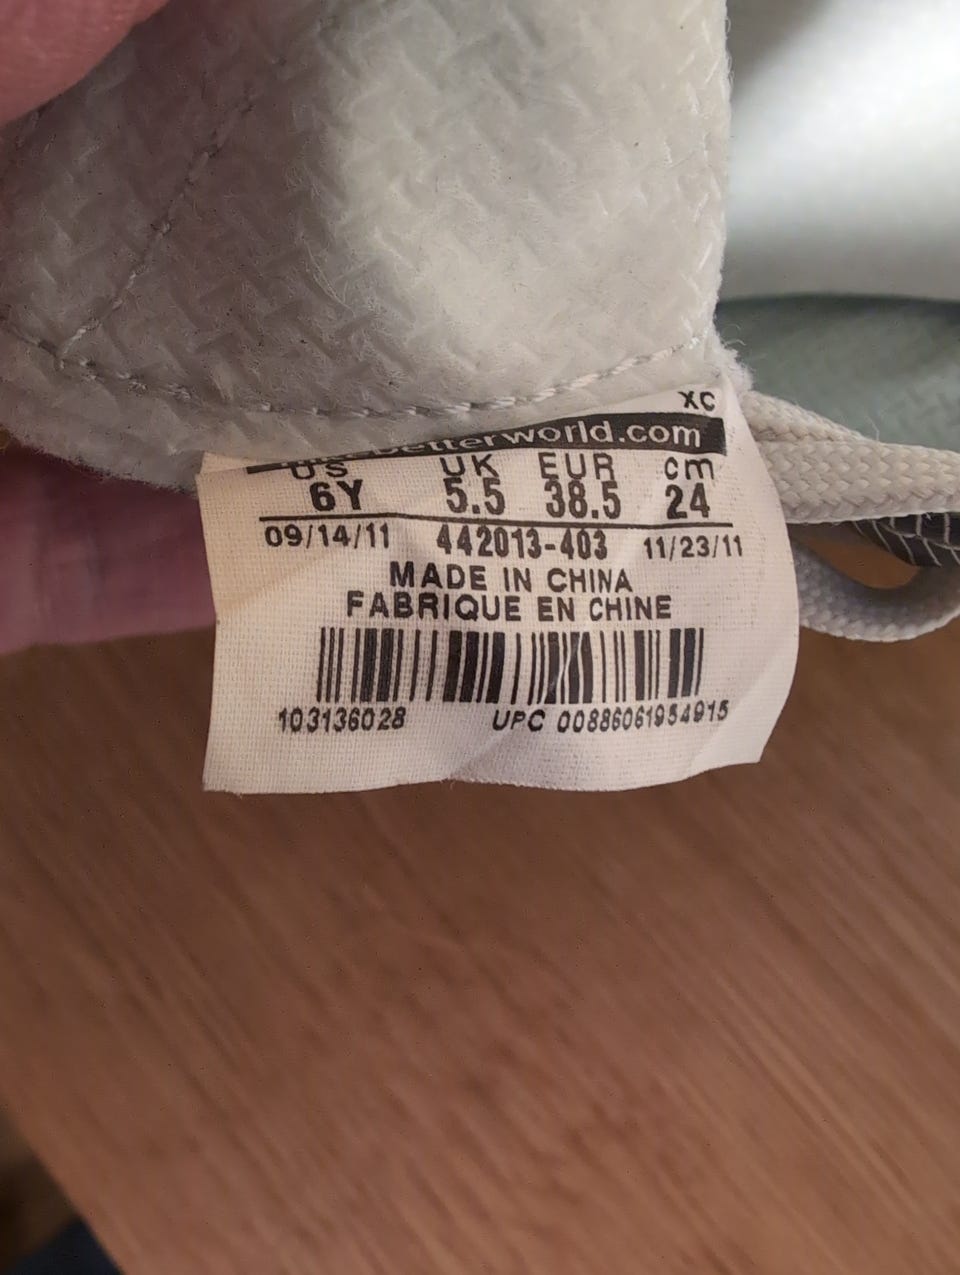 XC
nikebetterworld.com
US UK EUR cm
6Y 5.5 38.5 24
09/14/11 442013-403 11/23/11
MADE IN CHINA
FABRIQUE EN CHINE
103136028 UPC 00886061954915